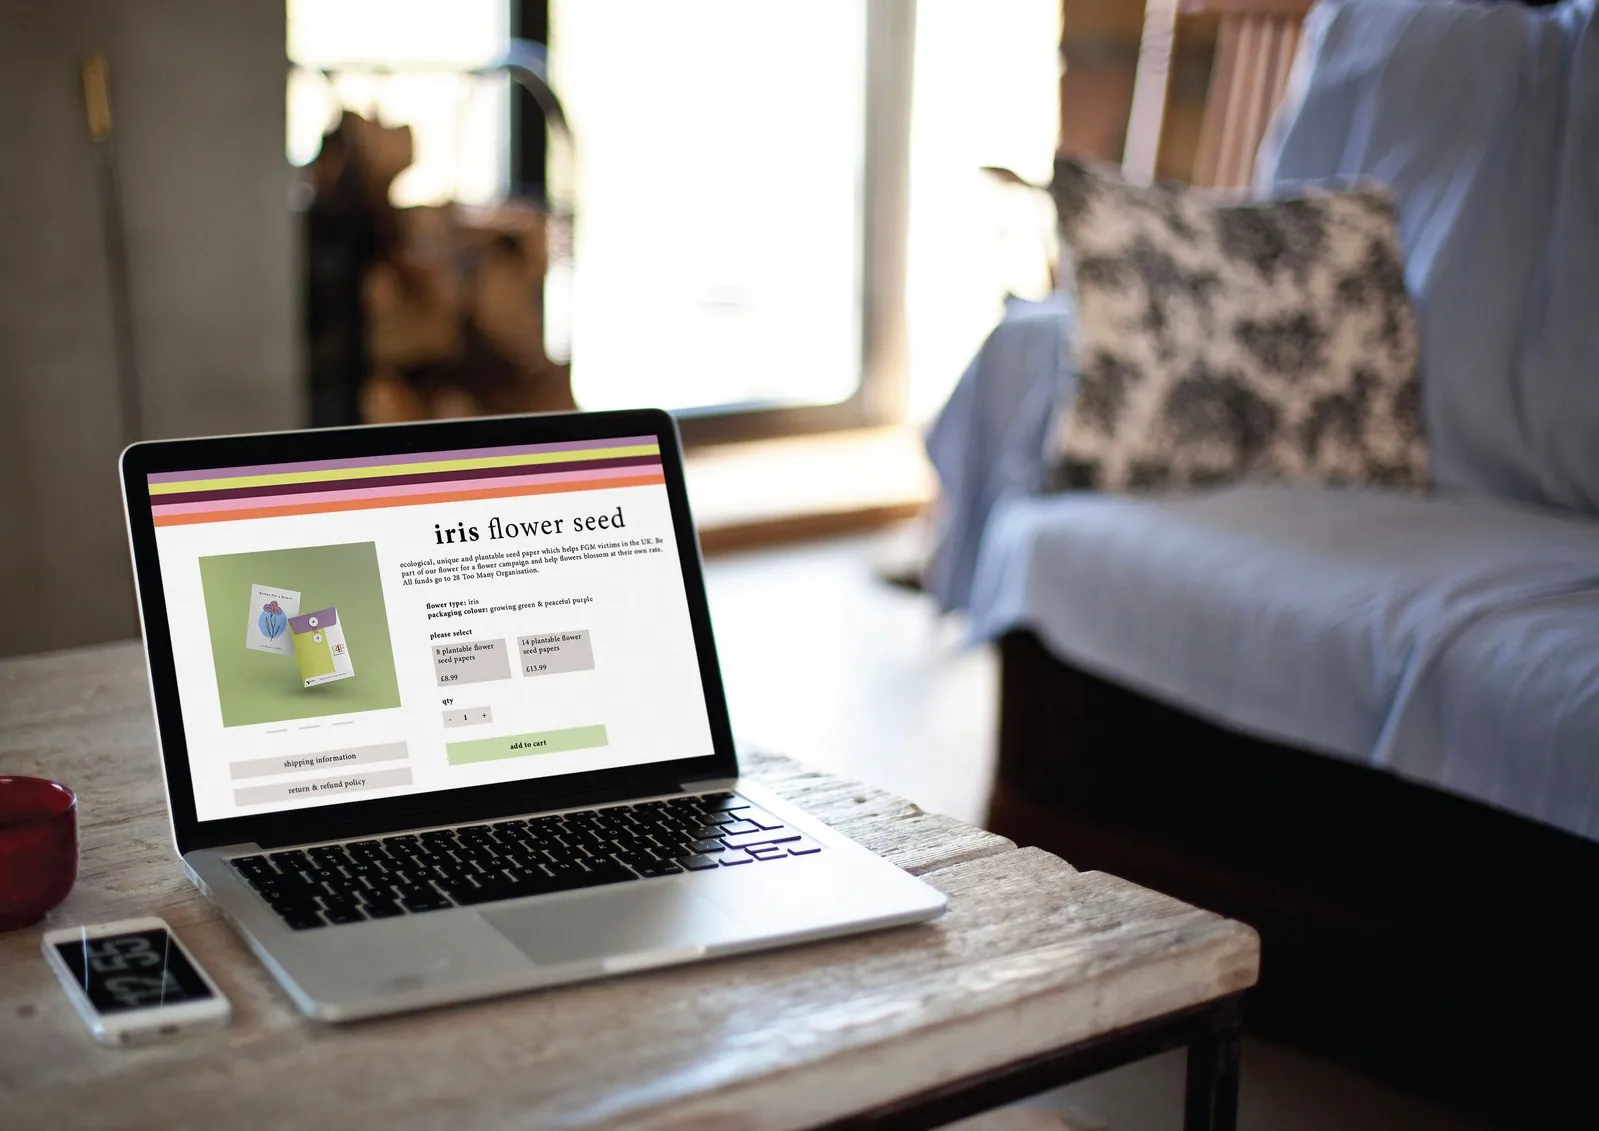 iris flower seed
ecological, unique and plantable seed paper which helps FGM victims in the UK. Be
part of our flower for a flower campaign and help flowers blossom at their own rate.
All funds go to 28 Too Many Organisation.
flower type: iris
packaging colour: growing green & peaceful purple
please select
8 plantable flower
seed papers
£8.99
14 plantable flower
seed papers
£13.99
qty
- 1 +
add to cart
shipping information
return & refund policy